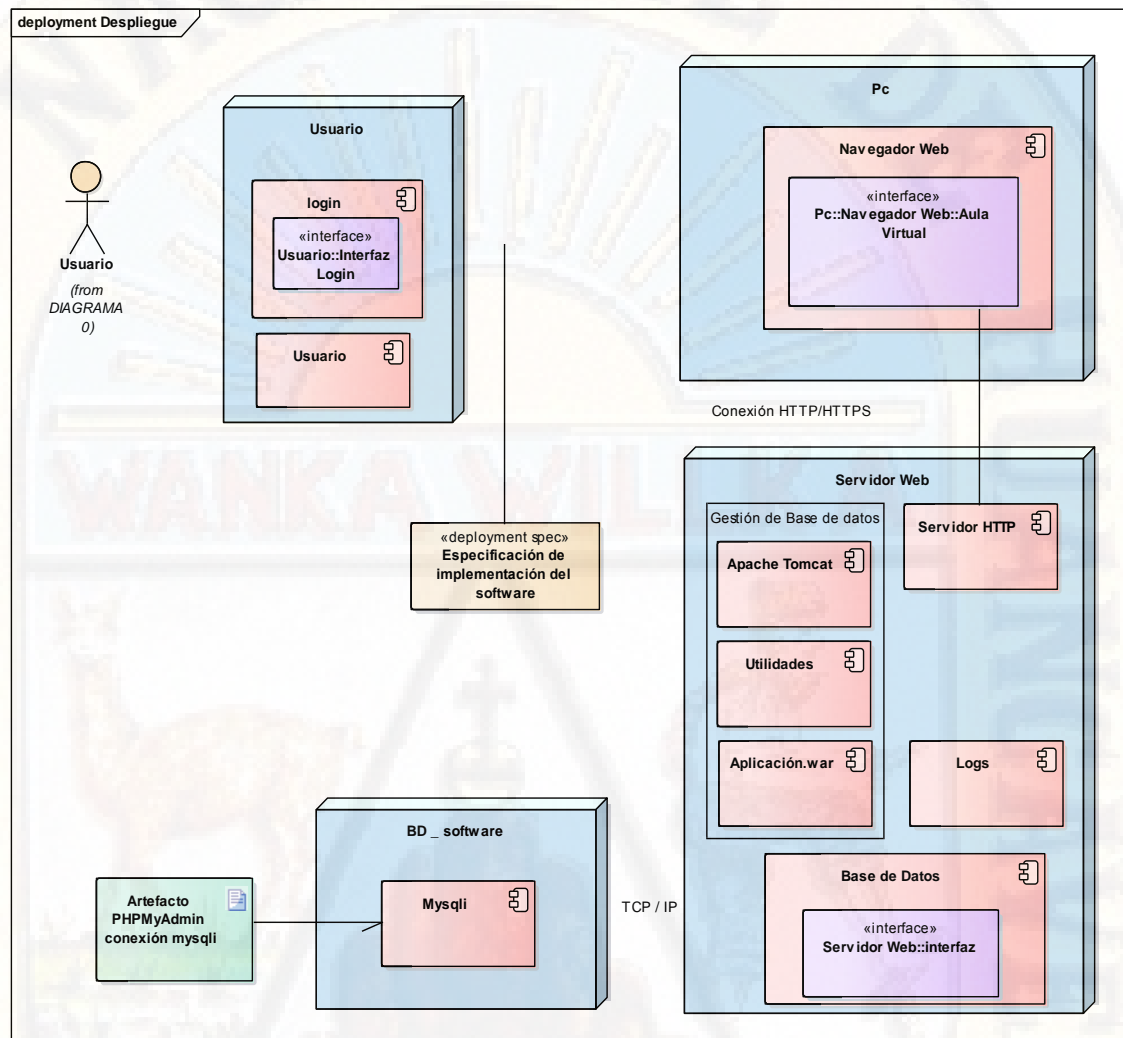 deployment Despliegue
Usuario
(from
DIAGRAMA
0)
Usuario
login
«interface»
Usuario::Interfaz
Login
Usuario
Pc
Navegador Web
«interface»
Pc::Navegador Web::Aula
Virtual
Conexión HTTP/HTTPS
«deployment spec»
Especificación de
implementación del
software
Servidor Web
Gestión de Base de datos
Apache Tomcat
Utilidades
Aplicación.war
Servidor HTTP
Logs
Base de Datos
«interface»
Servidor Web::interfaz
BD _ software
Mysqli
TCP / IP
Artefacto
PHPMyAdmin
conexión mysqli